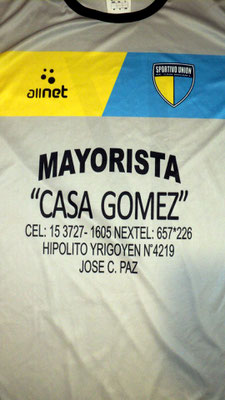 allnet
SPORTIVO UNION
MAYORISTA
"CASA GOMEZ"
CEL: 15 3727- 1605 NEXTEL: 657*226
HIPOLITO YRIGOYEN N°4219
JOSE C. PAZ